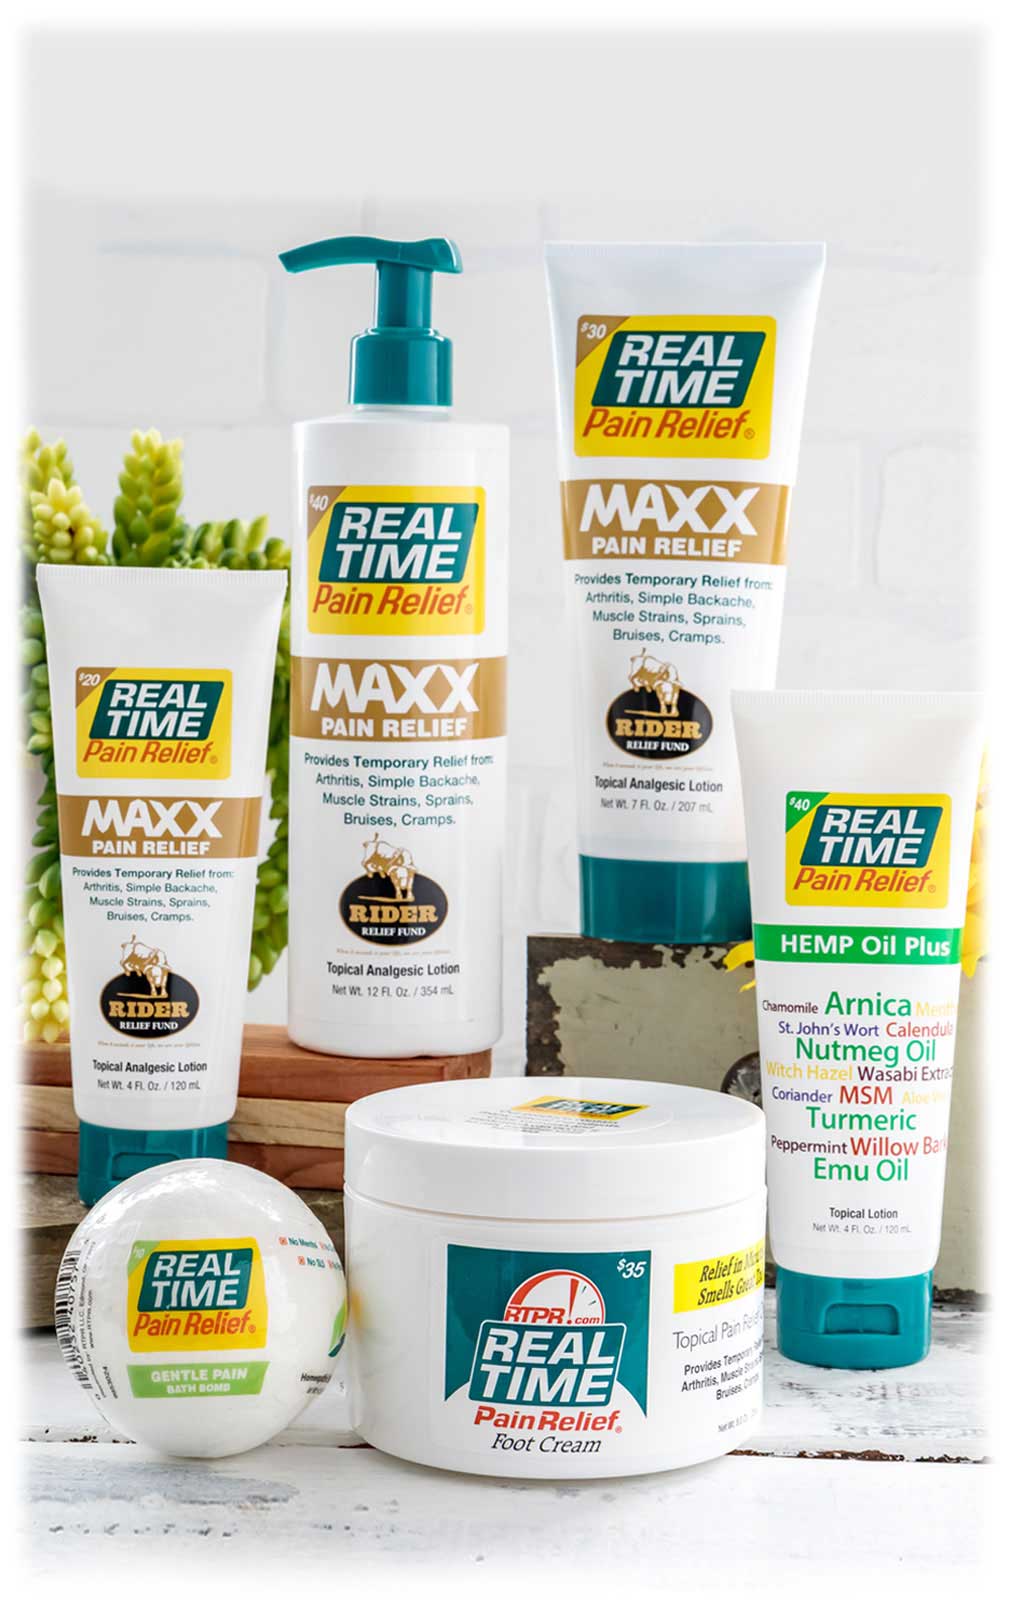 $30
REAL
TIME
Pain Relief®
MAXX
PAIN RELIEF
Provides Temporary Relief from:
Arthritis, Simple Backache,
Muscle Strains, Sprains,
Bruises, Cramps.
RIDER
RELIEF FUND
Topical Analgesic Lotion
Net Wt. 7 Fl. Oz. / 207 mL
$40
REAL
TIME
Pain Relief®
MAXX
PAIN RELIEF
Provides Temporary Relief from:
Arthritis, Simple Backache,
Muscle Strains, Sprains,
Bruises, Cramps.
RIDER
RELIEF FUND
Topical Analgesic Lotion
Net Wt. 12 Fl. Oz. / 354 mL
$20
REAL
TIME
Pain Relief®
MAXX
PAIN RELIEF
Provides Temporary Relief from:
Arthritis, Simple Backache,
Muscle Strains, Sprains,
Bruises, Cramps.
RIDER
RELIEF FUND
Topical Analgesic Lotion
Net Wt. 4 Fl. Oz. / 120 mL
$40
REAL
TIME
Pain Relief®
HEMP Oil Plus
Chamomile Arnica
St. John's Wort Calendula
Nutmeg Oil
Witch Hazel Wasabi
Coriander MSM
Turmeric
Peppermint Willow
Emu Oil
Topical Lotion
Net Wt. 4 Fl. Oz. / 120 mL
$10
REAL
TIME
Pain Relief®
GENTLE PAIN
BATH BOMB
$35
RTPR!.com
REAL
TIME
Pain Relief®
Foot Cream
Relief in
Smells
Topical Pain
Provides
Arthritis, Muscle
Bruises,